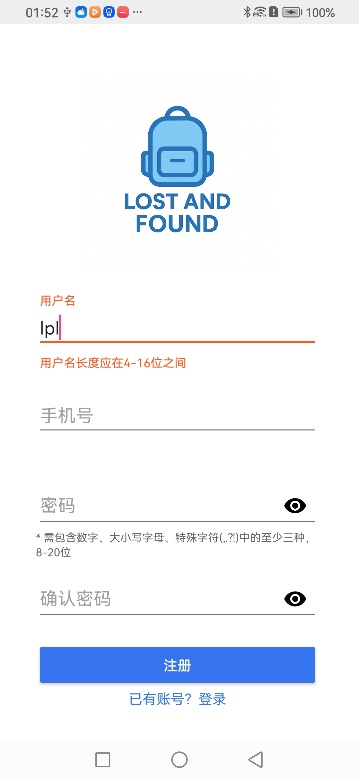 01:52
100%
LOST AND
FOUND
用户名
lpl
用户名长度应在4-16位之间
手机号
密码
* 需包含数字、大小写字母、特殊字符(,.?!)中的至少三种，
8-20位
确认密码
注册
已有账号？登录